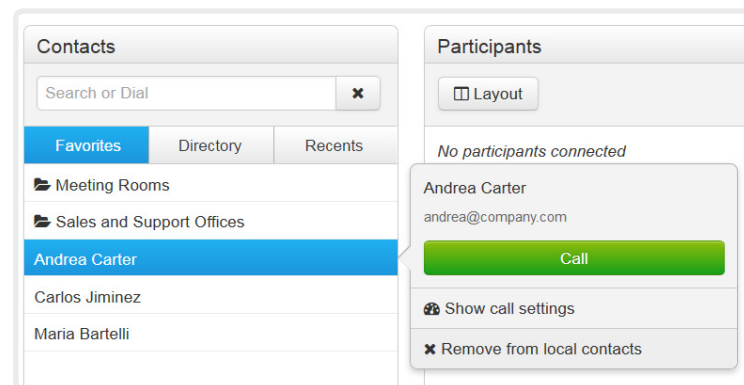 Contacts
Search or Dial
Favorites Directory Recents
Meeting Rooms
Sales and Support Offices
Andrea Carter
Carlos Jiminez
Maria Bartelli
Participants
Layout
No participants connected
Andrea Carter
andrea@company.com
Call
Show call settings
Remove from local contacts